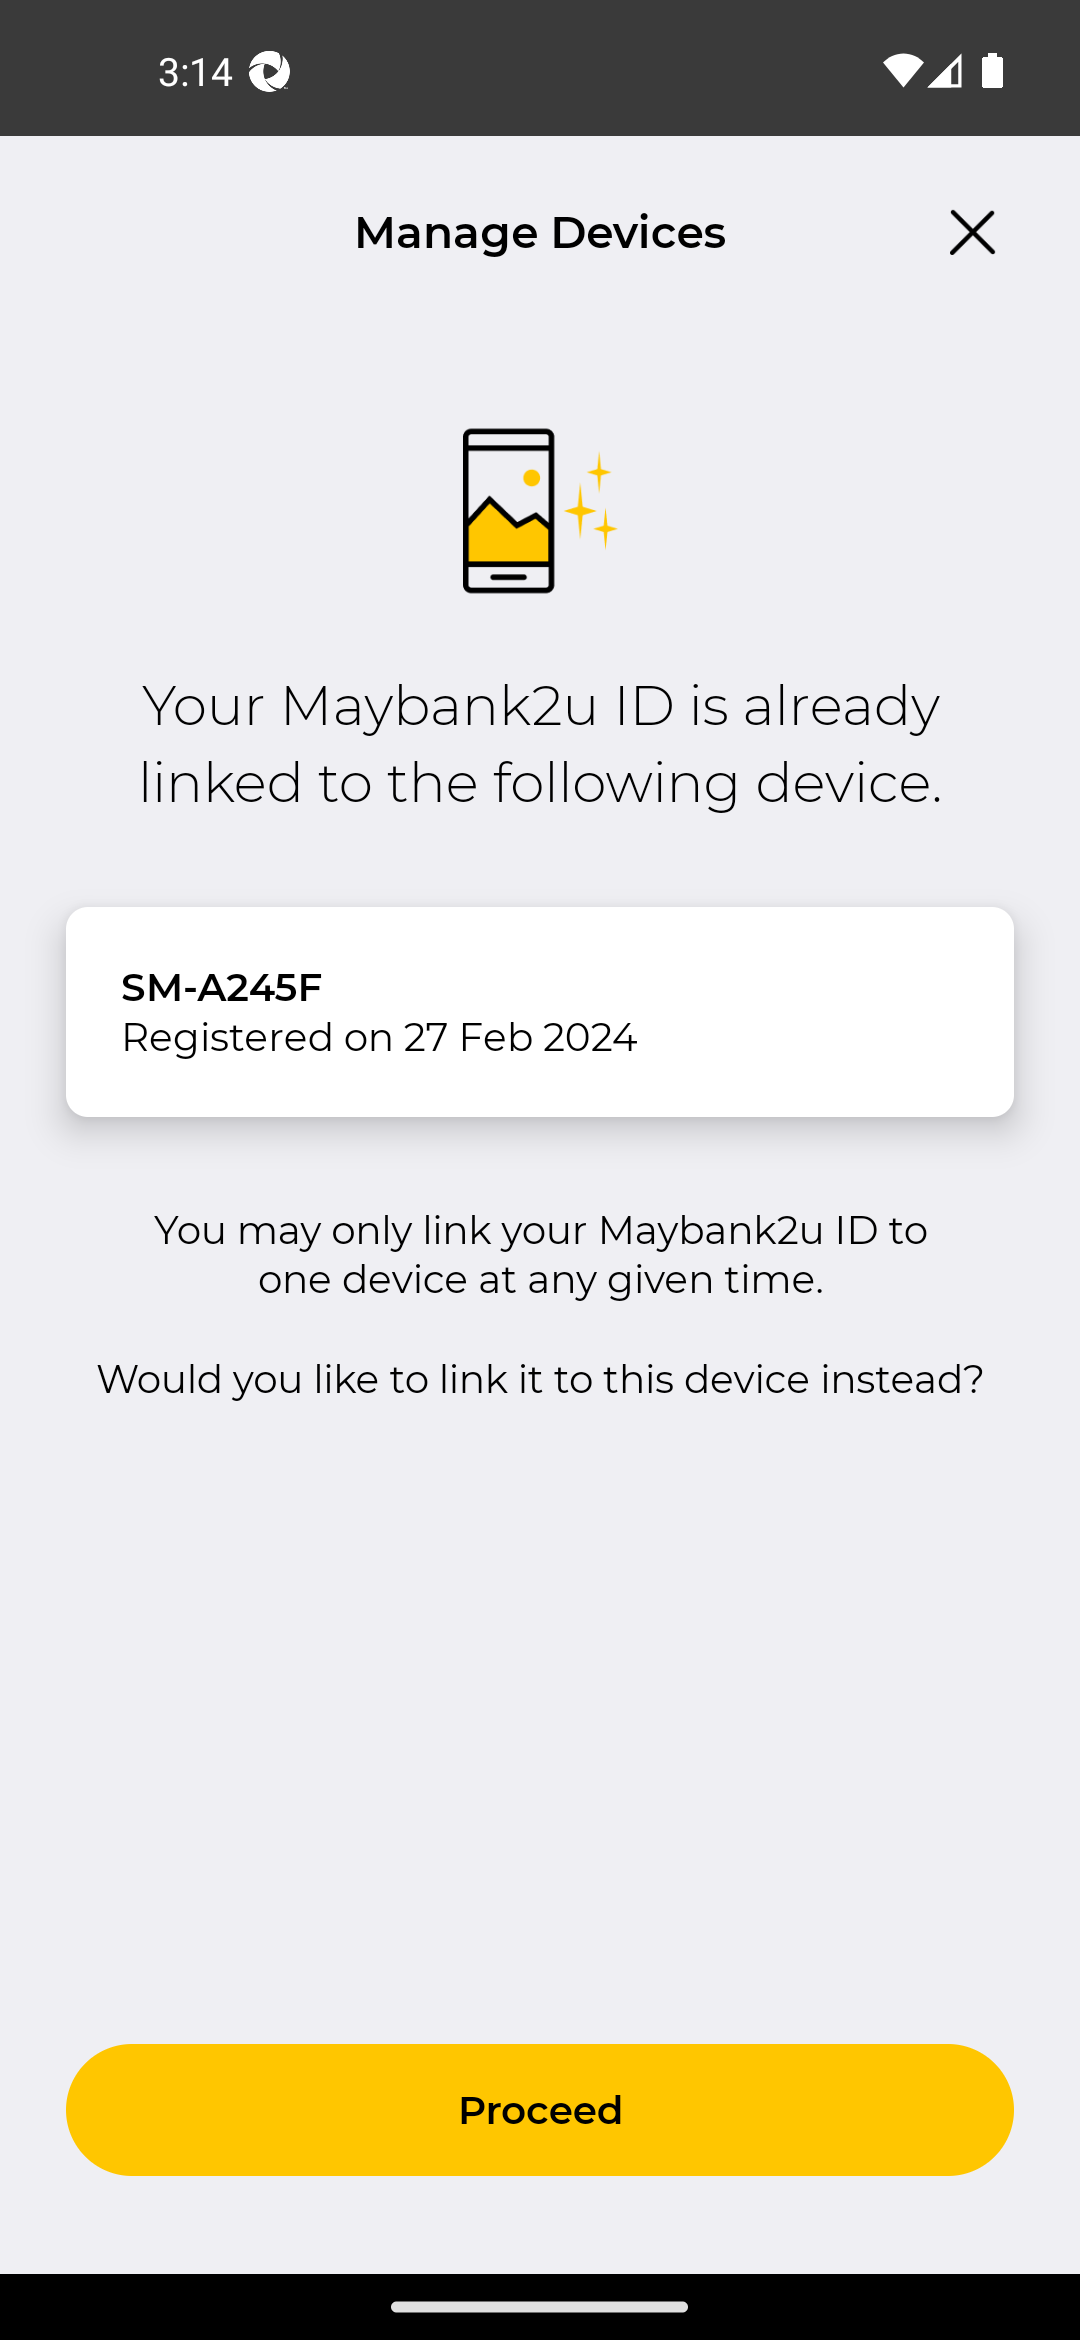 3:14
Manage Devices
Your Maybank2u ID is already
linked to the following device.
SM-A245F
Registered on 27 Feb 2024
You may only link your Maybank2u ID to
one device at any given time.
Would you like to link it to this device instead?
Proceed